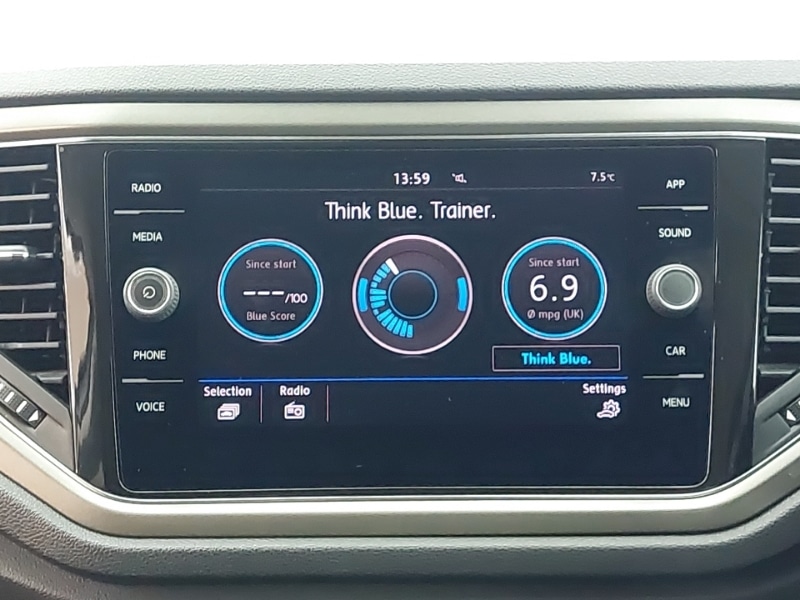 RADIO
MEDIA
PHONE
VOICE
13:59
7.5°C
Think Blue. Trainer.
Since start
---/100
Blue Score
Since start
6.9
Ø mpg (UK)
Think Blue.
Selection
Radio
Settings
APP
SOUND
CAR
MENU